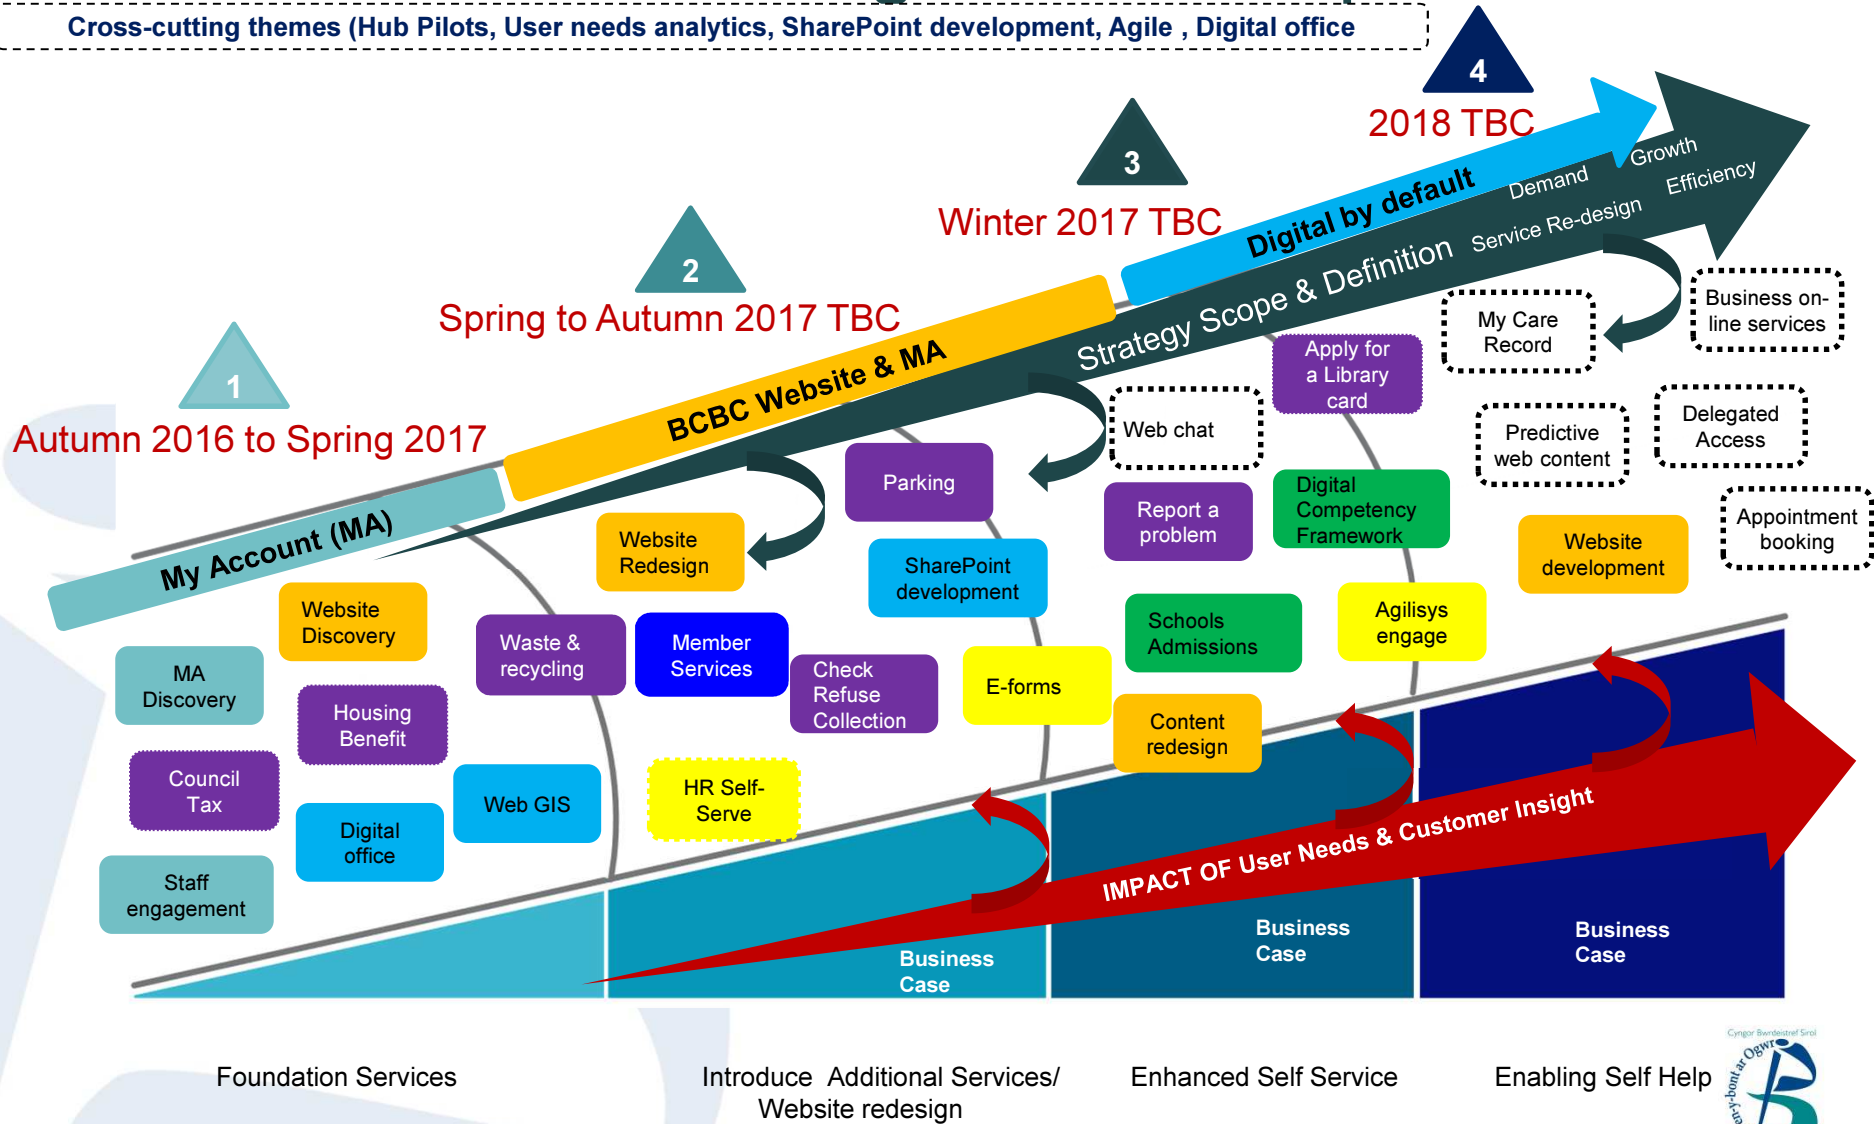 Cross-cutting themes (Hub Pilots, User needs analytics, SharePoint development, Agile , Digital office
4
2018 TBC
3
Winter 2017 TBC
2
Spring to Autumn 2017 TBC
1
Autumn 2016 to Spring 2017
My Account (MA)
BCBC Website & MA
Digital by default
Strategy Scope & Definition
Demand
Growth
Service Re-design
Efficiency
Business on-
line services
My Care
Record
Apply for
a Library
card
Web chat
Predictive
web content
Delegated
Access
Appointment
booking
Parking
Report a
problem
Digital
Competency
Framework
Website
development
Website
Redesign
SharePoint
development
Website
Discovery
Waste &
recycling
Member
Services
Check
Refuse
Collection
E-forms
Schools
Admissions
Agilisys
engage
MA
Discovery
Housing
Benefit
Content
redesign
Council
Tax
Digital
office
Web GIS
HR Self-
Serve
Staff
engagement
IMPACT OF User Needs & Customer Insight
Business
Case
Business
Case
Business
Case
Foundation Services
Introduce  Additional Services/
Website redesign
Enhanced Self Service
Enabling Self Help
Cyngor Bwrdeistref Sirol
en-y-bont ar Ogwr